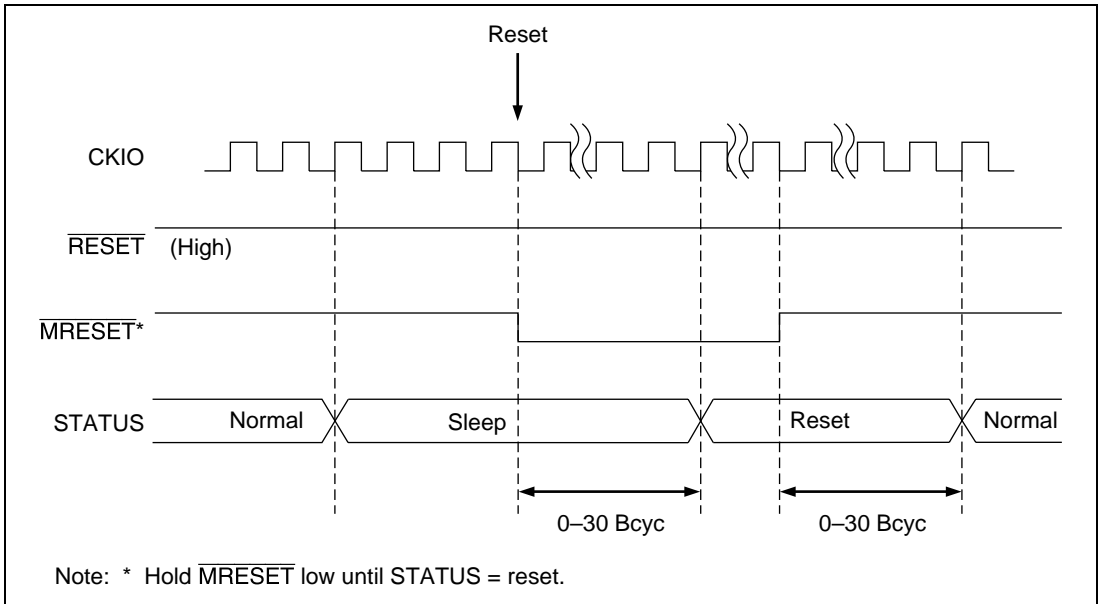 Reset
CKIO
RESET (High)
MRESET*
STATUS Normal Sleep Reset Normal
0–30 Bcyc 0–30 Bcyc
Note: * Hold MRESET low until STATUS = reset.